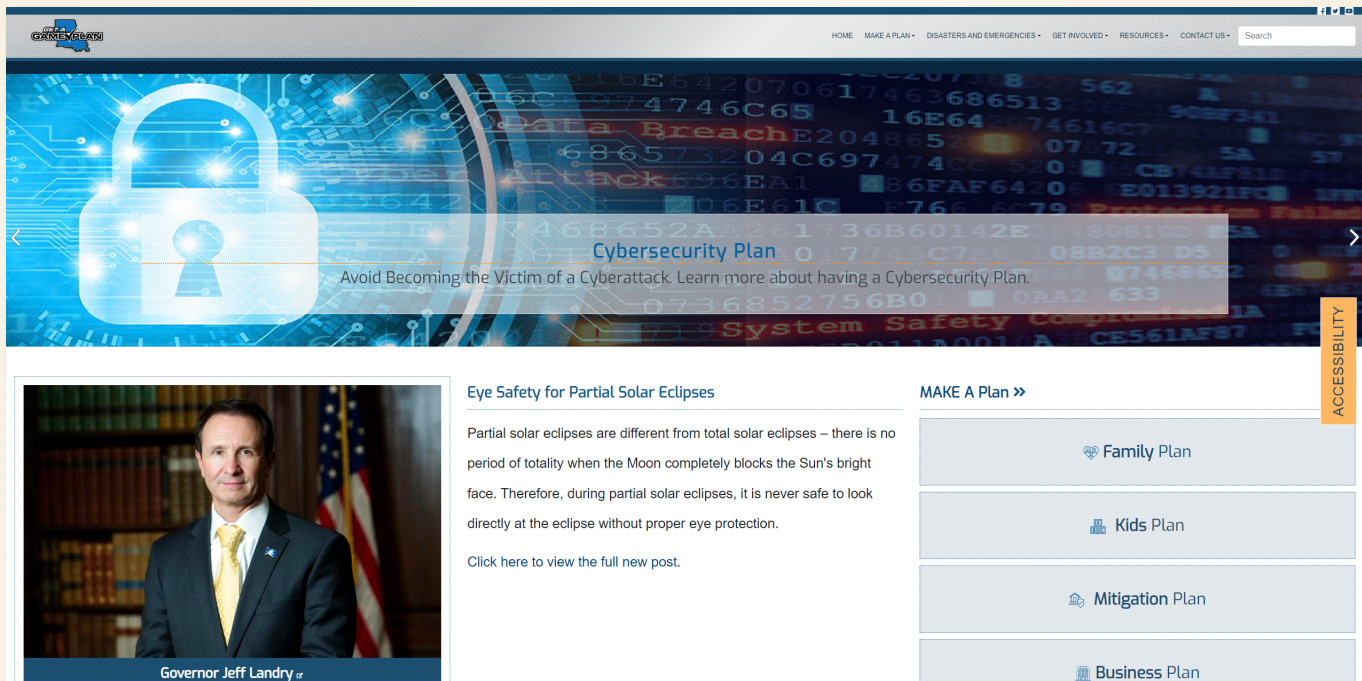 GET A
GAME PLAN
HOME
MAKE A PLAN
DISASTERS AND EMERGENCIES
GET INVOLVED
RESOURCES
CONTACT US
Search
Data Breach
Cyber Attack
Protection Failed
System Safety Compromised
Cybersecurity Plan
Avoid Becoming the Victim of a Cyberattack. Learn more about having a Cybersecurity Plan.
ACCESSIBILITY
Governor Jeff Landry
Eye Safety for Partial Solar Eclipses
Partial solar eclipses are different from total solar eclipses – there is no
period of totality when the Moon completely blocks the Sun's bright
face. Therefore, during partial solar eclipses, it is never safe to look
directly at the eclipse without proper eye protection.
Click here to view the full new post.
MAKE A Plan
Family Plan
Kids Plan
Mitigation Plan
Business Plan